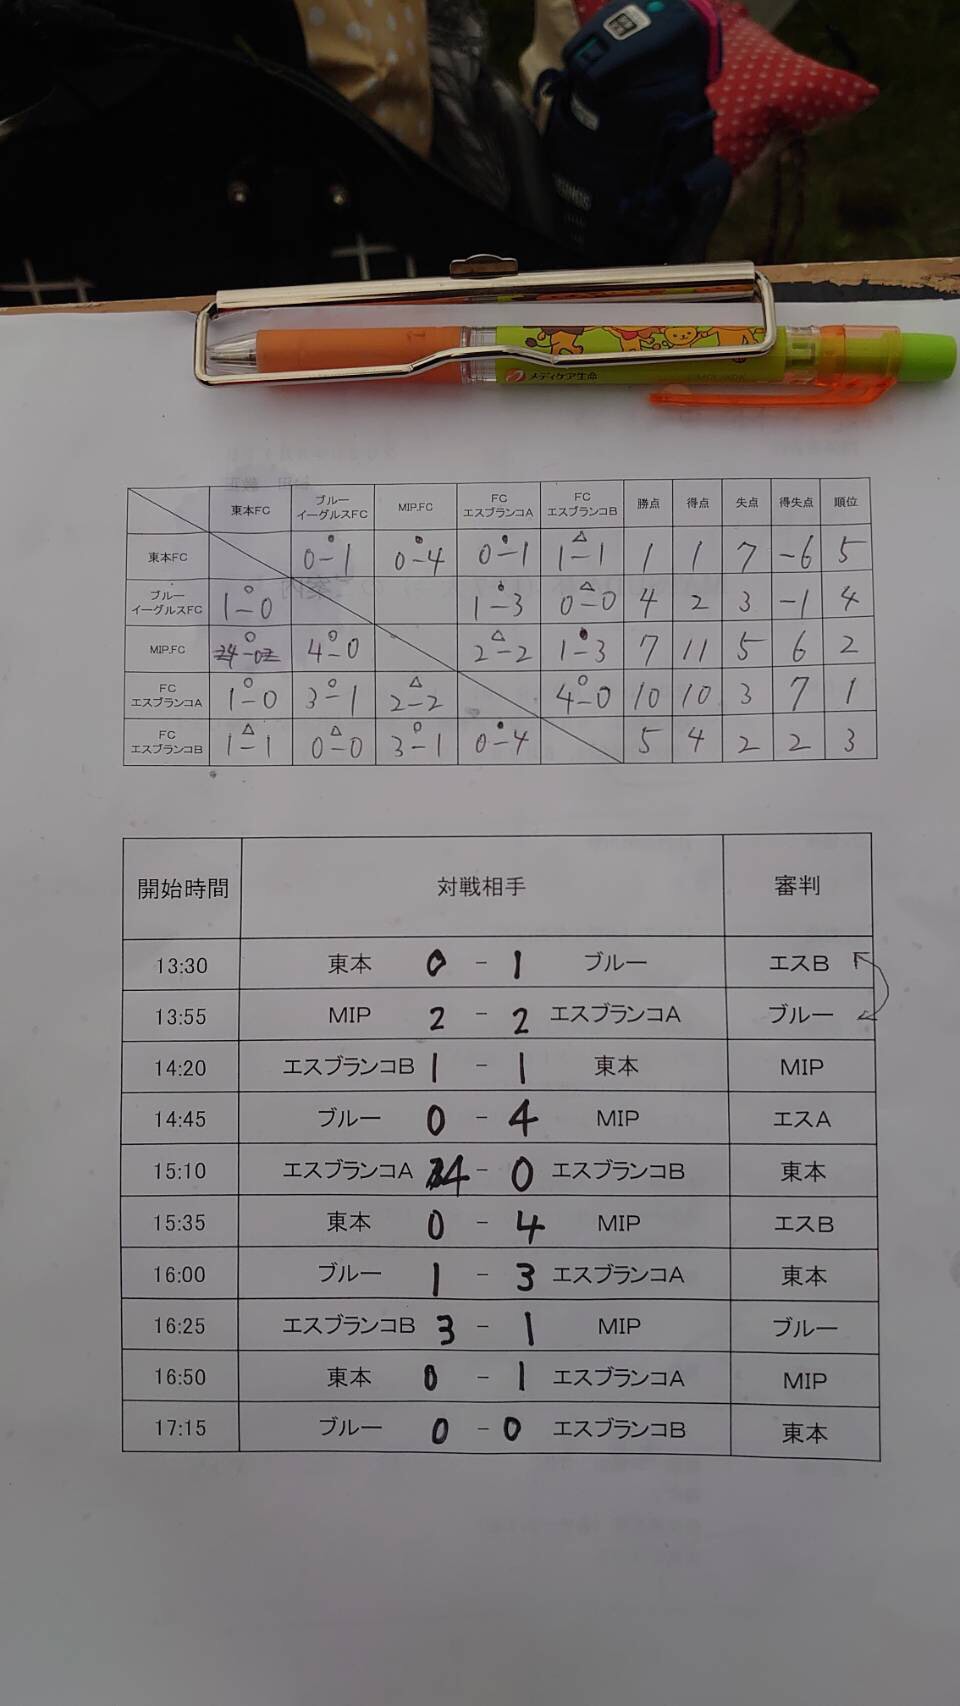 メディケア生命
東本FC ブルーイーグルスFC MIP.FC FCエスブランコA FCエスブランコB 勝点 得点 失点 得失点 順位
東本FC ●0-1 ●0-4 ●0-1 △1-1 1 1 7 -6 5
ブルーイーグルスFC ○1-0 ●1-3 △0-0 4 2 3 -1 4
MIP.FC ○4-0 ○4-0 △2-2 ●1-3 7 11 5 6 2
FCエスブランコA ○1-0 ○3-1 △2-2 ○4-0 10 10 3 7 1
FCエスブランコB △1-1 △0-0 ○3-1 ●0-4 5 4 2 2 3
開始時間 対戦相手 審判
13:30 東本 0 - 1 ブルー エスB
13:55 MIP 2 - 2 エスブランコA ブルー
14:20 エスブランコB 1 - 1 東本 MIP
14:45 ブルー 0 - 4 MIP エスA
15:10 エスブランコA 4 - 0 エスブランコB 東本
15:35 東本 0 - 4 MIP エスB
16:00 ブルー 1 - 3 エスブランコA 東本
16:25 エスブランコB 3 - 1 MIP ブルー
16:50 東本 0 - 1 エスブランコA MIP
17:15 ブルー 0 - 0 エスブランコB 東本